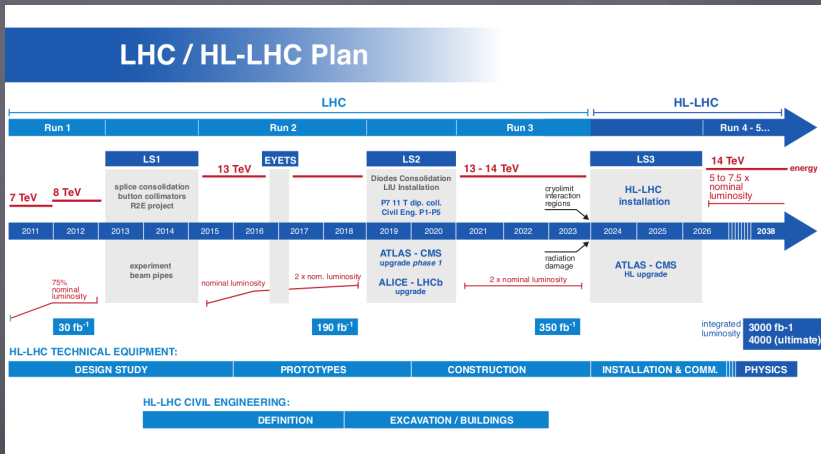 LHC / HL-LHC Plan
LHC
HL-LHC
Run 1
Run 2
Run 3
Run 4 - 5...
LS1
EYETS
LS2
LS3
7 TeV
8 TeV
13 TeV
13 - 14 TeV
14 TeV
energy
splice consolidation
button collimators
R2E project
Diodes Consolidation
LIU Installation
P7 11 T dip. coll.
Civil Eng. P1-P5
cryolimit
interaction
regions
HL-LHC
installation
5 to 7.5 x
nominal
luminosity
2011
2012
2013
2014
2015
2016
2017
2018
2019
2020
2021
2022
2023
2024
2025
2026
2038
75%
nominal
luminosity
experiment
beam pipes
nominal luminosity
2 x nom. luminosity
ATLAS - CMS
upgrade phase 1
ALICE - LHCb
upgrade
2 x nominal luminosity
radiation
damage
ATLAS - CMS
HL upgrade
30 fb-1
190 fb-1
350 fb-1
integrated
luminosity
3000 fb-1
4000 (ultimate)
HL-LHC TECHNICAL EQUIPMENT:
DESIGN STUDY
PROTOTYPES
CONSTRUCTION
INSTALLATION & COMM.
PHYSICS
HL-LHC CIVIL ENGINEERING:
DEFINITION
EXCAVATION / BUILDINGS